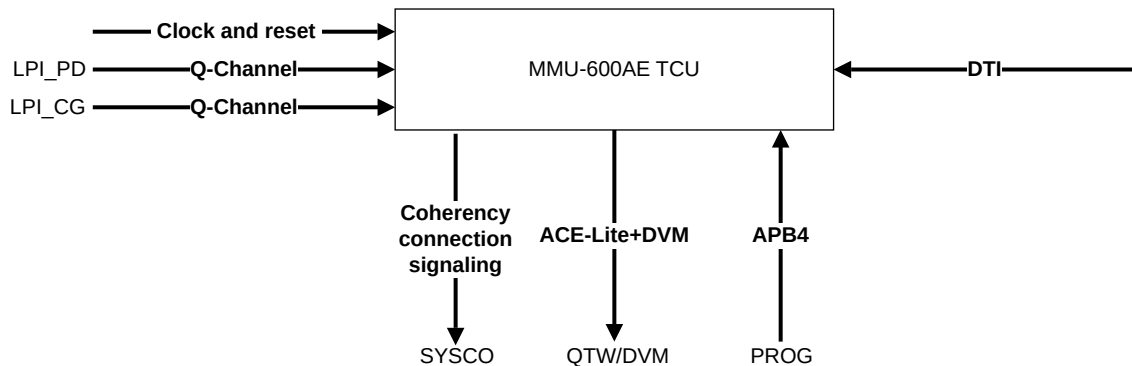 Clock and reset
LPI_PD Q-Channel MMU-600AE TCU DTI
LPI_CG Q-Channel
Coherency
connection
signaling
ACE-Lite+DVM
APB4
SYSCO QTW/DVM PROG